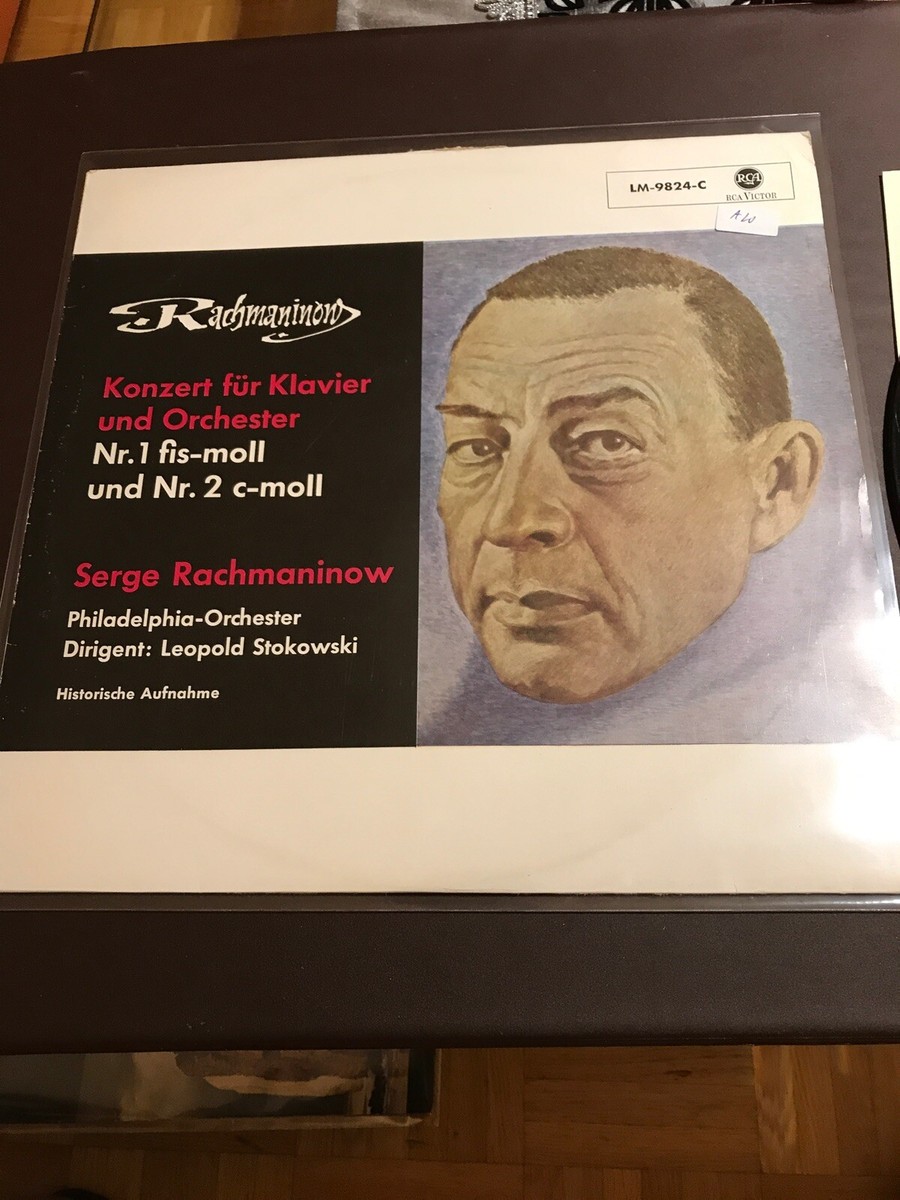 LM-9824-C
RCA
RCA VICTOR
Rachmaninow
Konzert für Klavier
und Orchester
Nr. 1 fis-moll
und Nr. 2 c-moll
Serge Rachmaninow
Philadelphia-Orchester
Dirigent: Leopold Stokowski
Historische Aufnahme